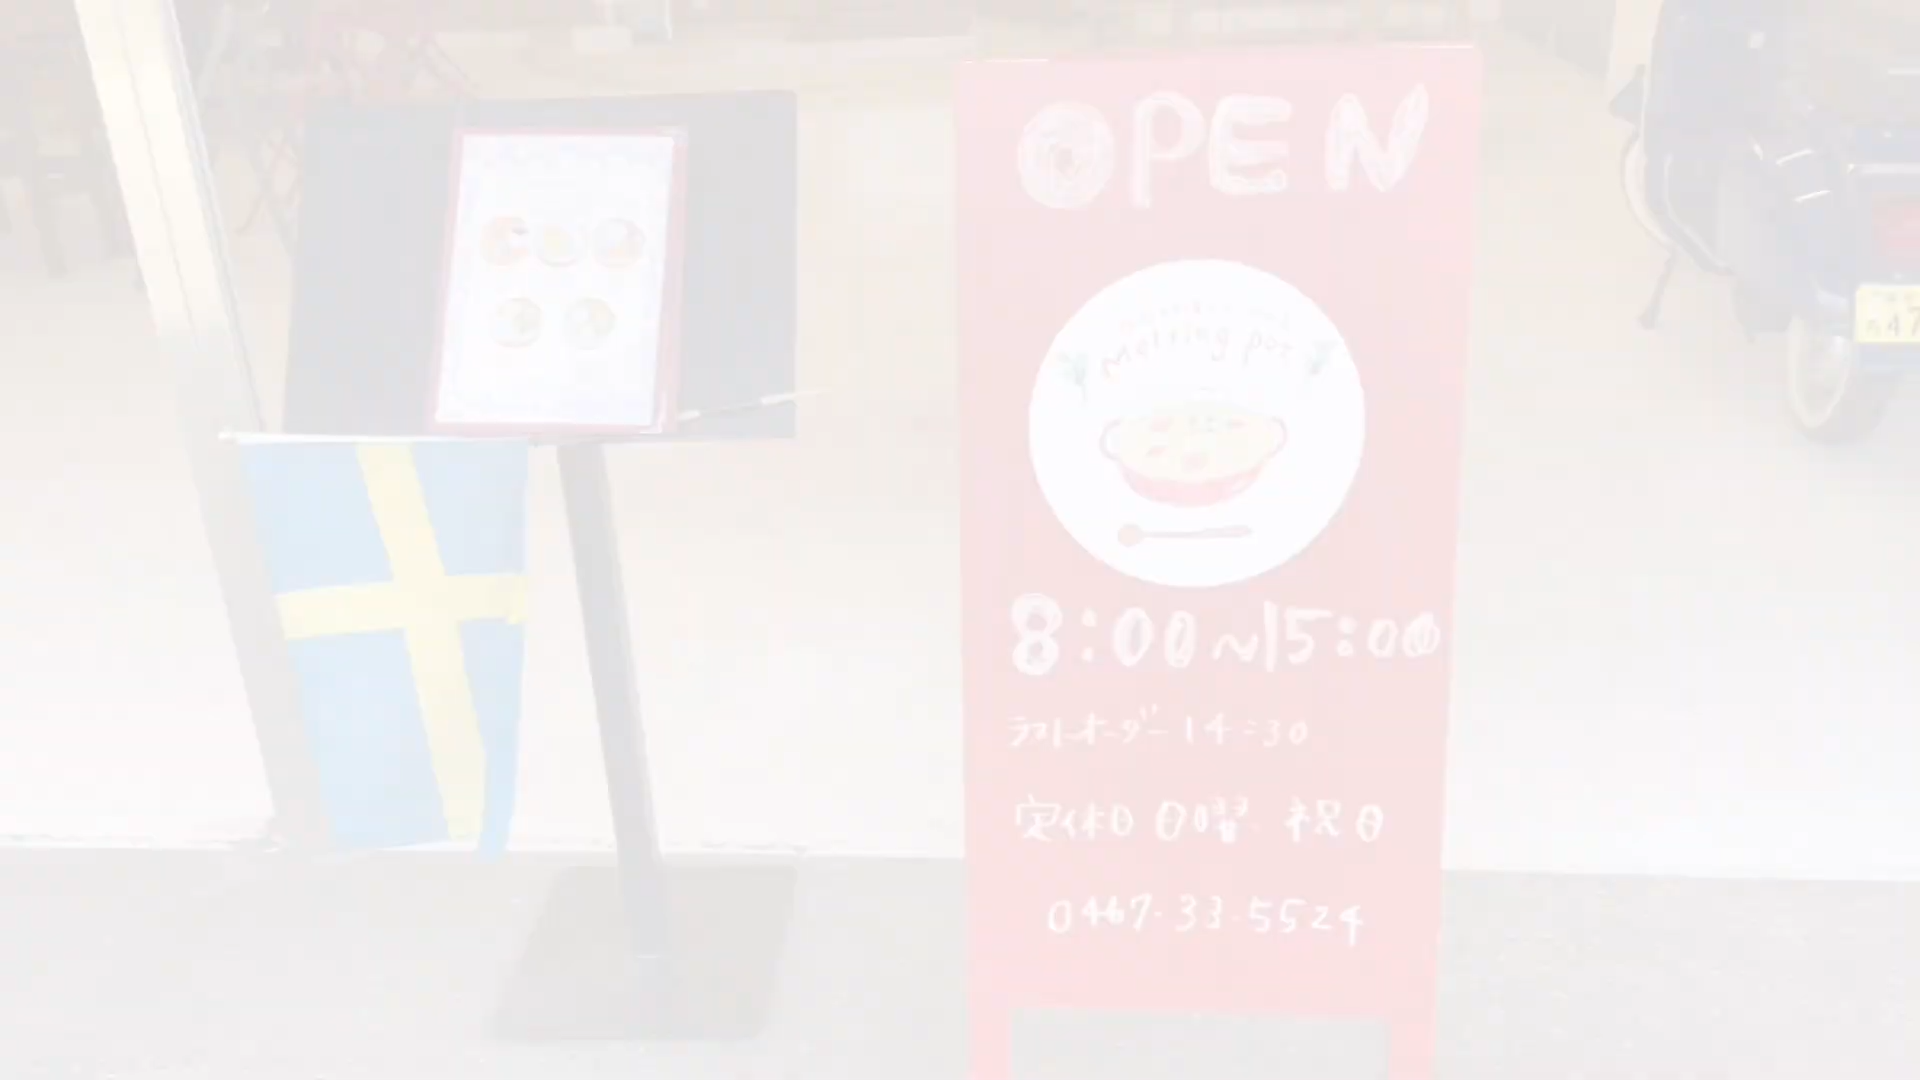 OPEN
Melting pot
8:00~15:00
ラストオーダー 14:30
定休日 日曜 祝日
0467-33-5524
47